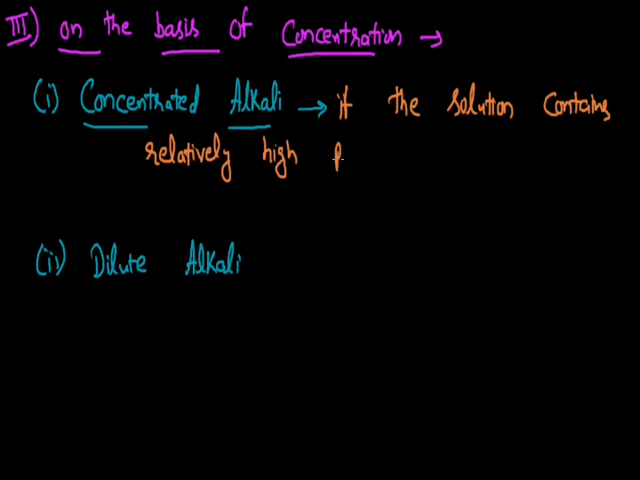 III) on the basis of Concentration →
(i) Concentrated Alkali → if the solution contains
relatively high p
(ii) Dilute Alkali